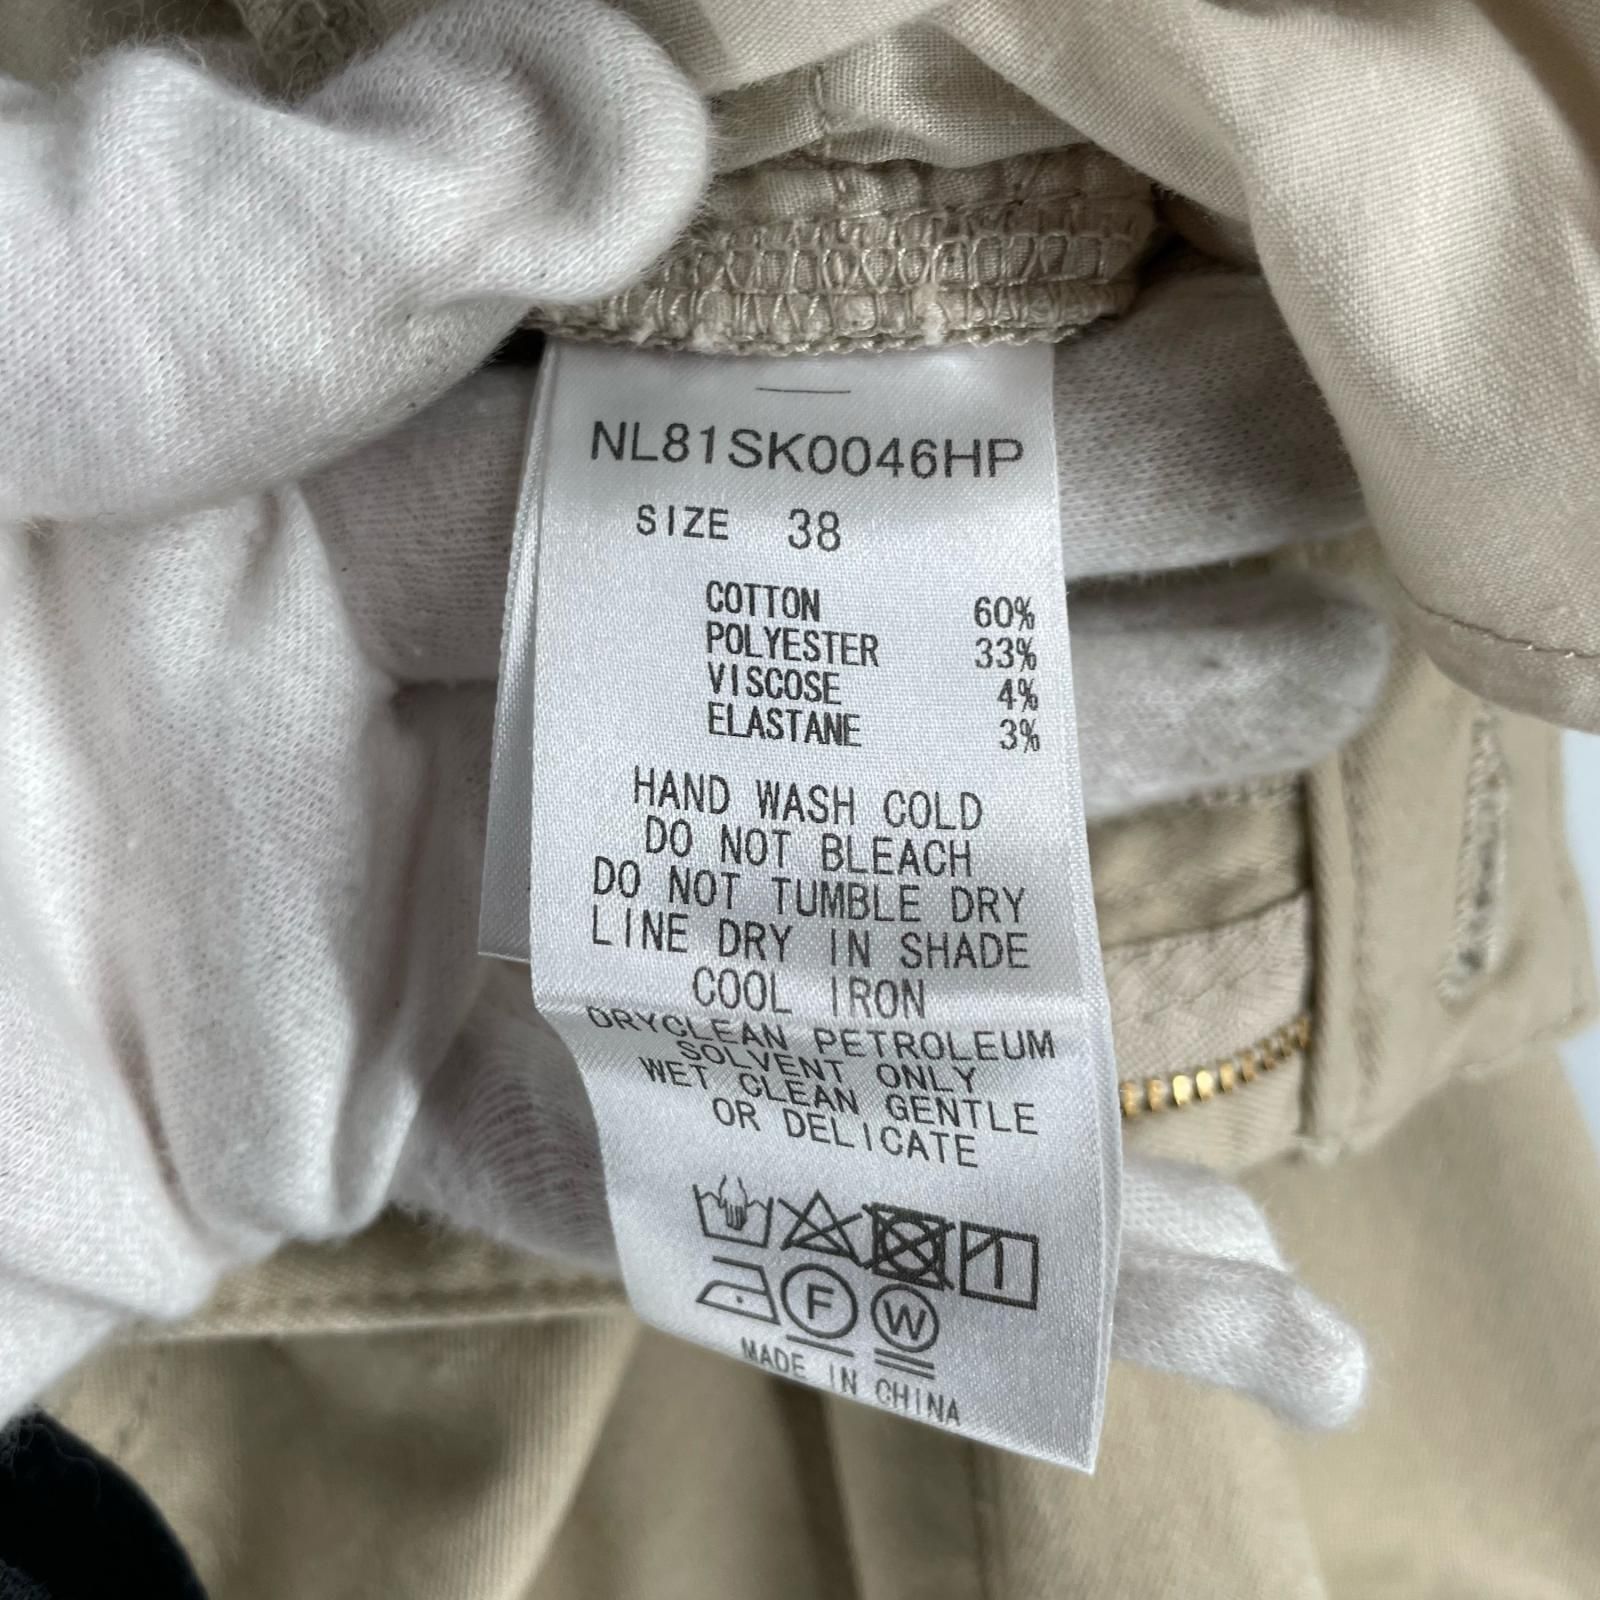 NL81SK0046HP
SIZE 38
COTTON 60%
POLYESTER 33%
VISCOSE 4%
ELASTANE 3%
HAND WASH COLD
DO NOT BLEACH
DO NOT TUMBLE DRY
LINE DRY IN SHADE
COOL IRON
DRYCLEAN PETROLEUM
SOLVENT ONLY
WET CLEAN GENTLE
OR DELICATE
F W
MADE IN CHINA